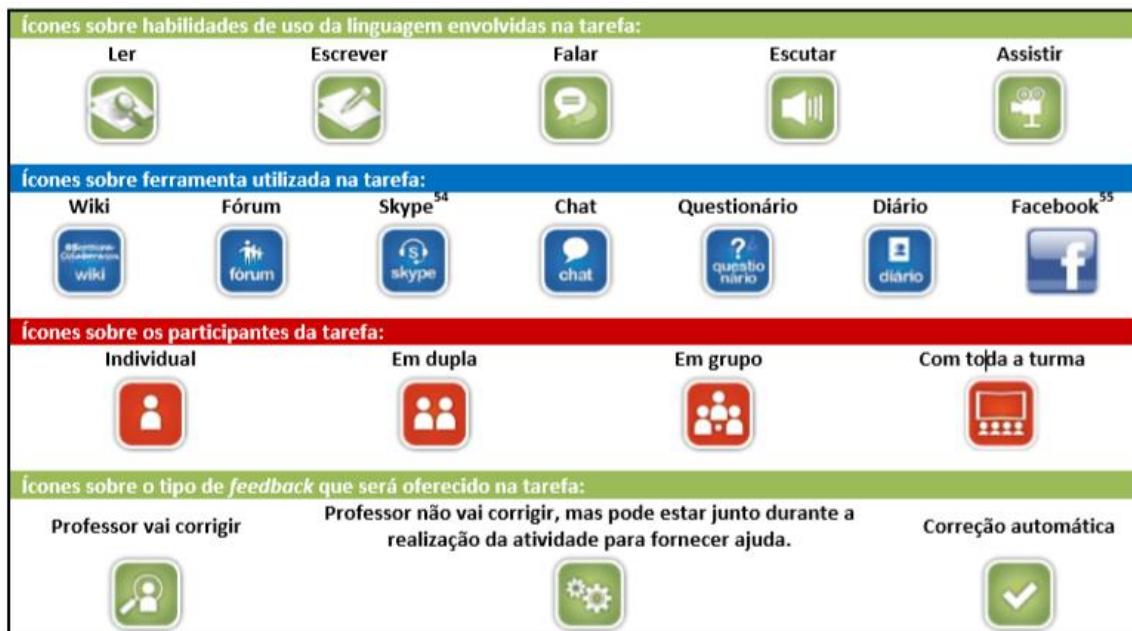 Ícones sobre habilidades de uso da linguagem envolvidas na tarefa:
Ler Escrever Falar Escutar Assistir
Ícones sobre ferramenta utilizada na tarefa:
Wiki Fórum Skype54 Chat Questionário Diário Facebook55
wiki fórum S skype chat ? questio nário diário f
Ícones sobre os participantes da tarefa:
Individual Em dupla Em grupo Com toda a turma
Ícones sobre o tipo de feedback que será oferecido na tarefa:
Professor vai corrigir
Professor não vai corrigir, mas pode estar junto durante a
realização da atividade para fornecer ajuda.
Correção automática